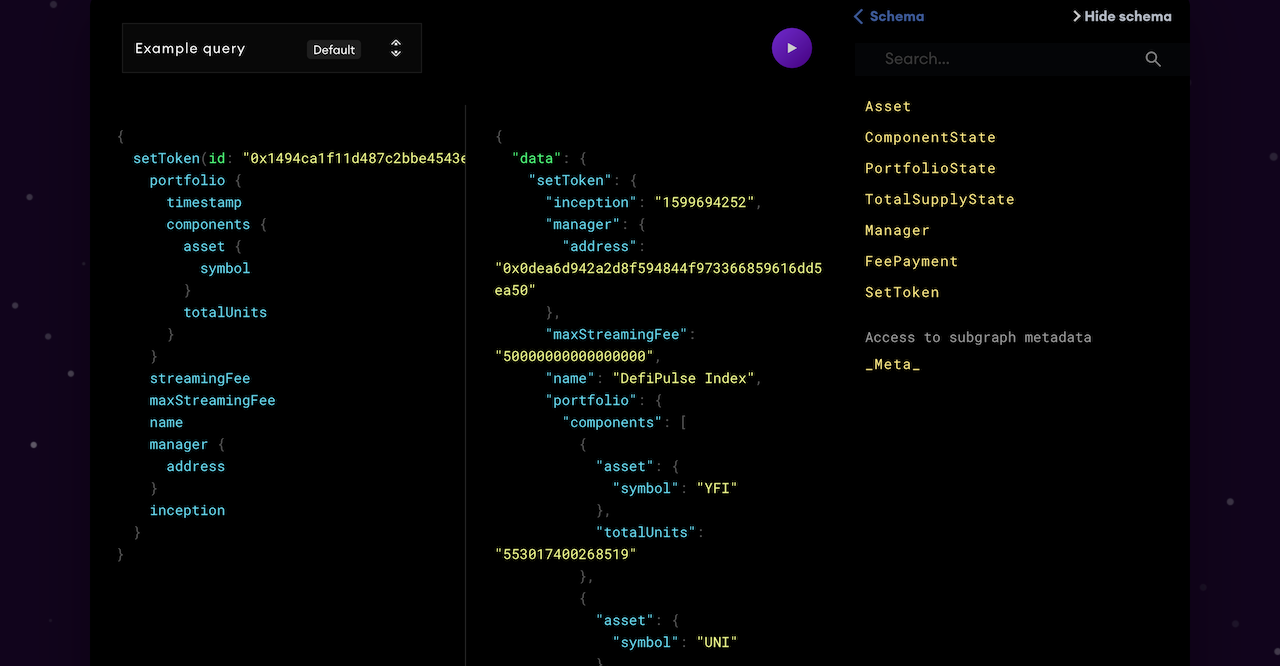 Example query
Default
{
setToken(id: "0x1494ca1f11d487c2bbe4543e
portfolio {
timestamp
components {
asset {
symbol
}
totalUnits
}
}
streamingFee
maxStreamingFee
name
manager {
address
}
inception
}
}
{
"data": {
"setToken": {
"inception": "1599694252",
"manager": {
"address":
"0x0dea6d942a2d8f594844f973366859616dd5
ea50"
},
"maxStreamingFee":
"50000000000000000",
"name": "DefiPulse Index",
"portfolio": {
"components": [
{
"asset": {
"symbol": "YFI"
},
"totalUnits":
"553017400268519"
},
{
"asset": {
"symbol": "UNI"
}
Schema
Hide schema
Search...
Asset
ComponentState
PortfolioState
TotalSupplyState
Manager
FeePayment
SetToken
Access to subgraph metadata
_Meta_